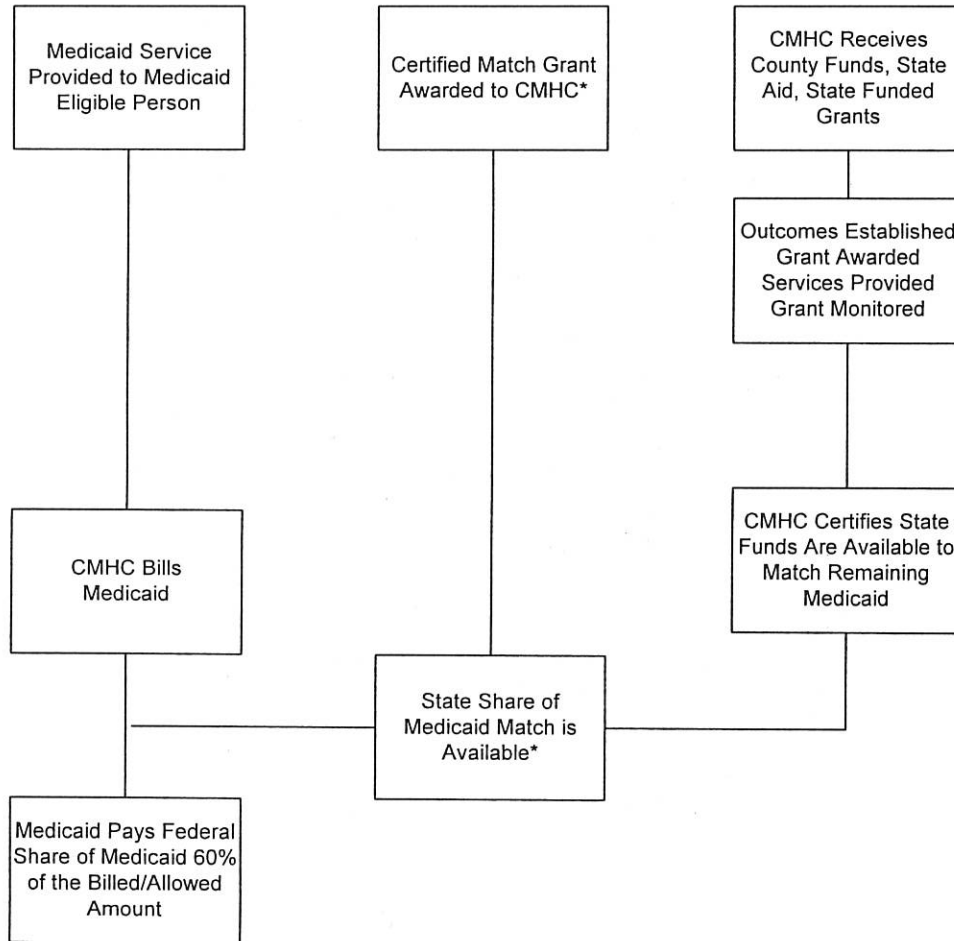 Medicaid Service
Provided to Medicaid
Eligible Person
Certified Match Grant
Awarded to CMHC*
CMHC Receives
County Funds, State
Aid, State Funded
Grants
Outcomes Established
Grant Awarded
Services Provided
Grant Monitored
CMHC Bills
Medicaid
CMHC Certifies State
Funds Are Available to
Match Remaining
Medicaid
State Share of
Medicaid Match is
Available*
Medicaid Pays Federal
Share of Medicaid 60%
of the Billed/Allowed
Amount